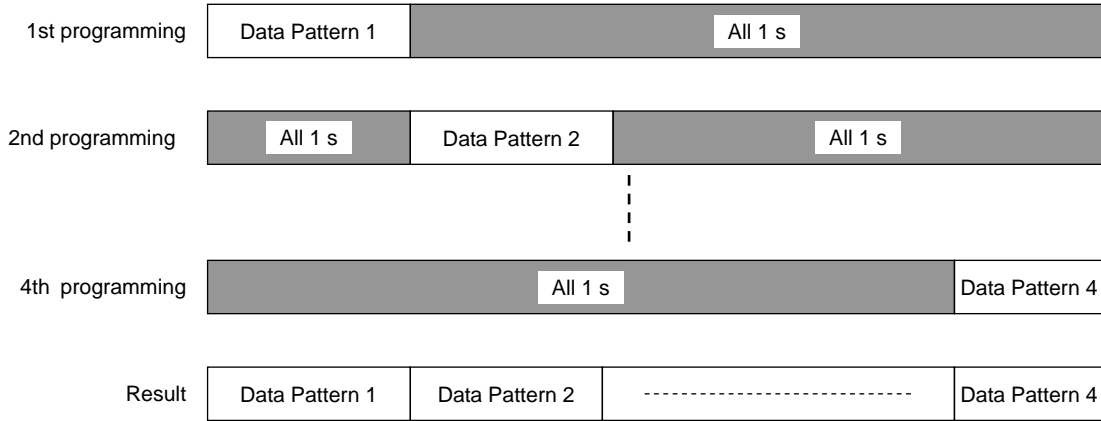 1st programming Data Pattern 1 All 1 s
2nd programming All 1 s Data Pattern 2 All 1 s
4th programming All 1 s Data Pattern 4
Result Data Pattern 1 Data Pattern 2 Data Pattern 4